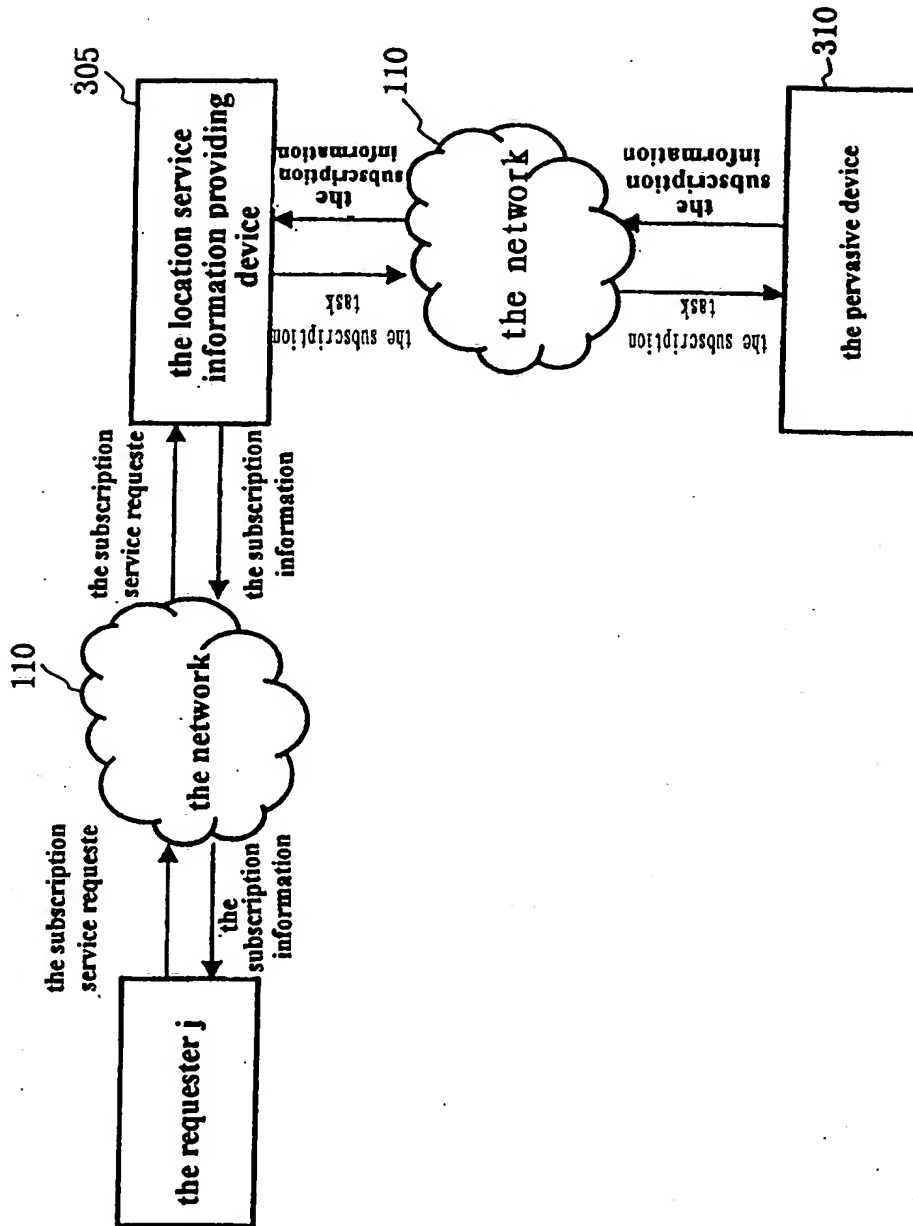 the requester j
the subscription
service requeste
the
subscription
information
110
the network
the subscription
service requeste
the subscription
information
305
the location service
information providing
device
the subscription
task
the
subscription
information
110
the network
the subscription
task
the
subscription
information
310
the pervasive device